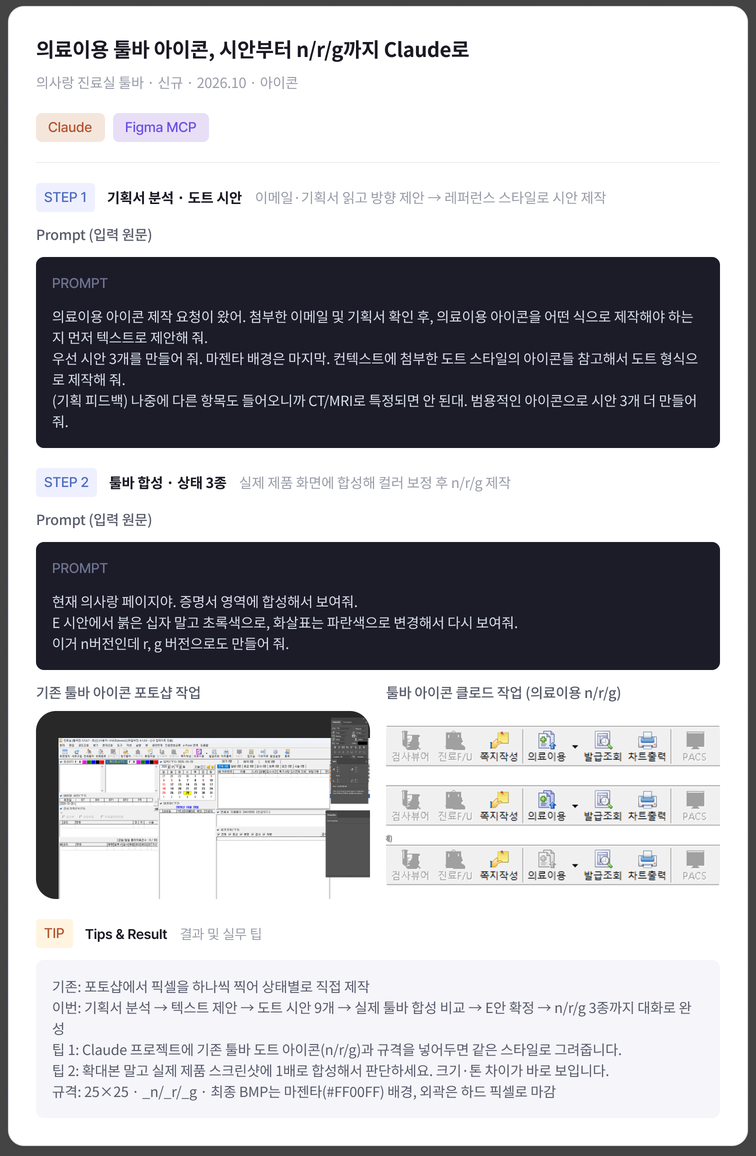 의료이용 툴바 아이콘, 시안부터 n/r/g까지 Claude로
의사랑 진료실 툴바 · 신규 · 2026.10 · 아이콘
Claude
Figma MCP
STEP 1
기획서 분석 · 도트 시안
이메일·기획서 읽고 방향 제안 → 레퍼런스 스타일로 시안 제작
Prompt (입력 원문)
PROMPT
의료이용 아이콘 제작 요청이 왔어. 첨부한 이메일 및 기획서 확인 후, 의료이용 아이콘을 어떤 식으로 제작해야 하는
지 먼저 텍스트로 제안해 줘.
우선 시안 3개를 만들어 줘. 마젠타 배경은 마지막. 컨텍스트에 첨부한 도트 스타일의 아이콘들 참고해서 도트 형식으
로 제작해 줘.
(기획 피드백) 나중에 다른 항목도 들어오니까 CT/MRI로 특정되면 안 된대. 범용적인 아이콘으로 시안 3개 더 만들어
줘.
STEP 2
툴바 합성 · 상태 3종
실제 제품 화면에 합성해 컬러 보정 후 n/r/g 제작
Prompt (입력 원문)
PROMPT
현재 의사랑 페이지야. 증명서 영역에 합성해서 보여줘.
E 시안에서 붉은 십자 말고 초록색으로, 화살표는 파란색으로 변경해서 다시 보여줘.
이거 n버전인데 r, g 버전으로도 만들어 줘.
기존 툴바 아이콘 포토샵 작업
툴바 아이콘 클로드 작업 (의료이용 n/r/g)
검사뷰어 진료F/U 쪽지작성 의료이용 발급조회 차트출력 PACS
검사뷰어 진료F/U 쪽지작성 의료이용 발급조회 차트출력 PACS
검사뷰어 진료F/U 쪽지작성 의료이용 발급조회 차트출력 PACS
TIP
Tips & Result
결과 및 실무 팁
기존: 포토샵에서 픽셀을 하나씩 찍어 상태별로 직접 제작
이번: 기획서 분석 → 텍스트 제안 → 도트 시안 9개 → 실제 툴바 합성 비교 → E안 확정 → n/r/g 3종까지 대화로 완
성
팁 1: Claude 프로젝트에 기존 툴바 도트 아이콘(n/r/g)과 규격을 넣어두면 같은 스타일로 그려줍니다.
팁 2: 확대본 말고 실제 제품 스크린샷에 1배로 합성해서 판단하세요. 크기·톤 차이가 바로 보입니다.
규격: 25×25 · _n/_r/_g · 최종 BMP는 마젠타(#FF00FF) 배경, 외곽은 하드 픽셀로 마감